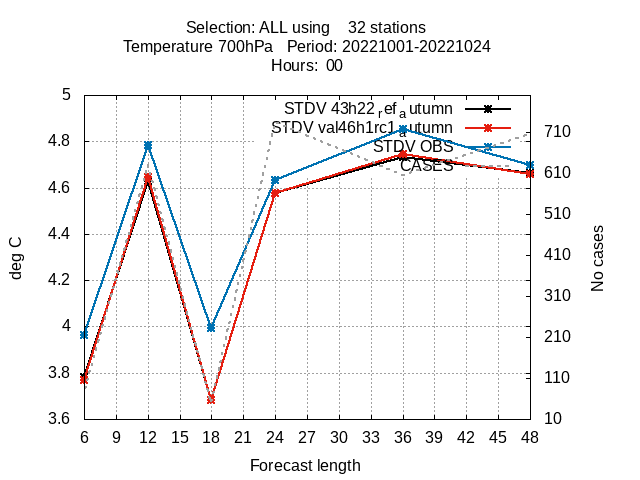 Selection: ALL using 32 stations
Temperature 700hPa Period: 20221001-20221024
Hours: 00
STDV 43h22refautumn
STDV val46h1rc1autumn
STDV OBS
CASES
5
4.8
4.6
4.4
4.2
4
3.8
3.6
deg C
710
610
510
410
310
210
110
10
No cases
6 9 12 15 18 21 24 27 30 33 36 39 42 45 48
Forecast length